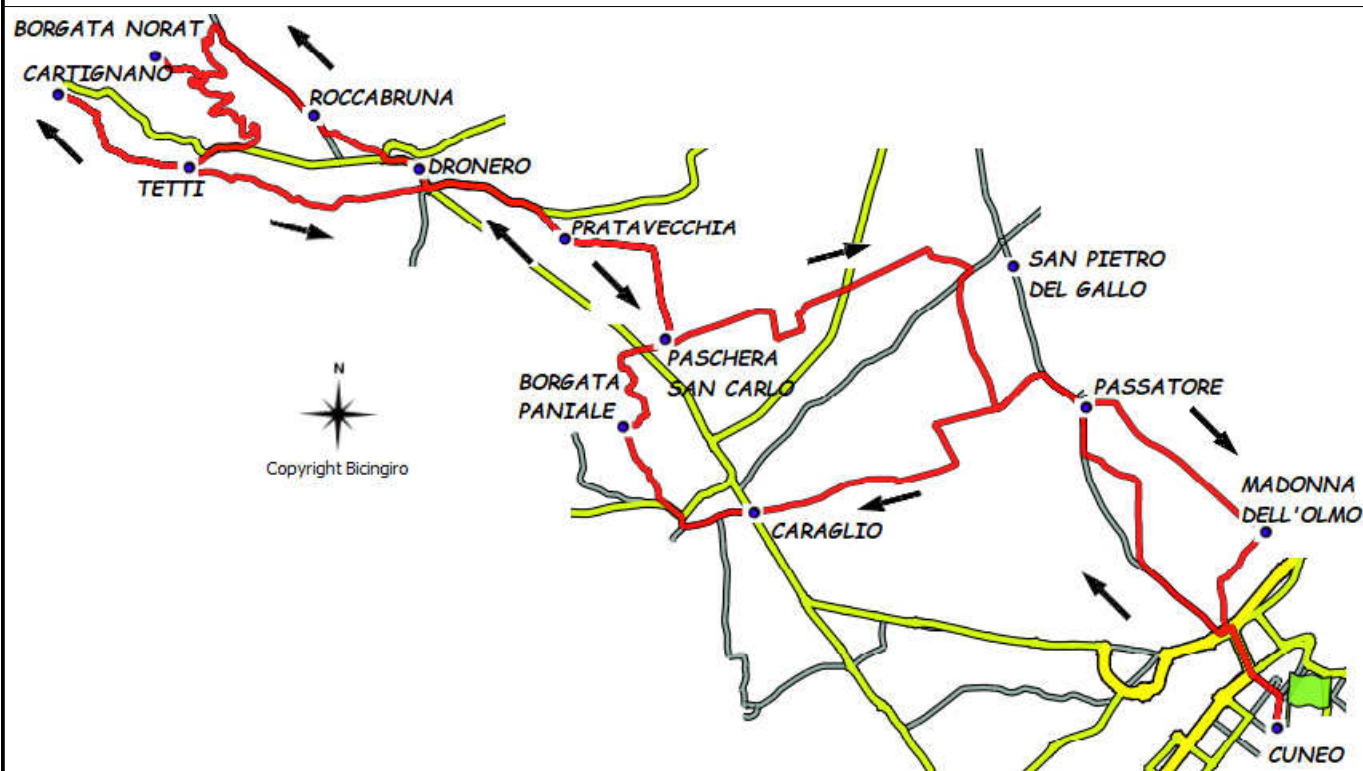 BORGATA NORAT
CARTIGNANO
ROCCABRUNA
DRONERO
TETTI
PRATAVECCHIA
SAN PIETRO
DEL GALLO
PASCHERA
SAN CARLO
BORGATA
PANIALE
PASSATORE
N
Copyright Bicingiro
MADONNA
DELL'OLMO
CARAGLIO
CUNEO